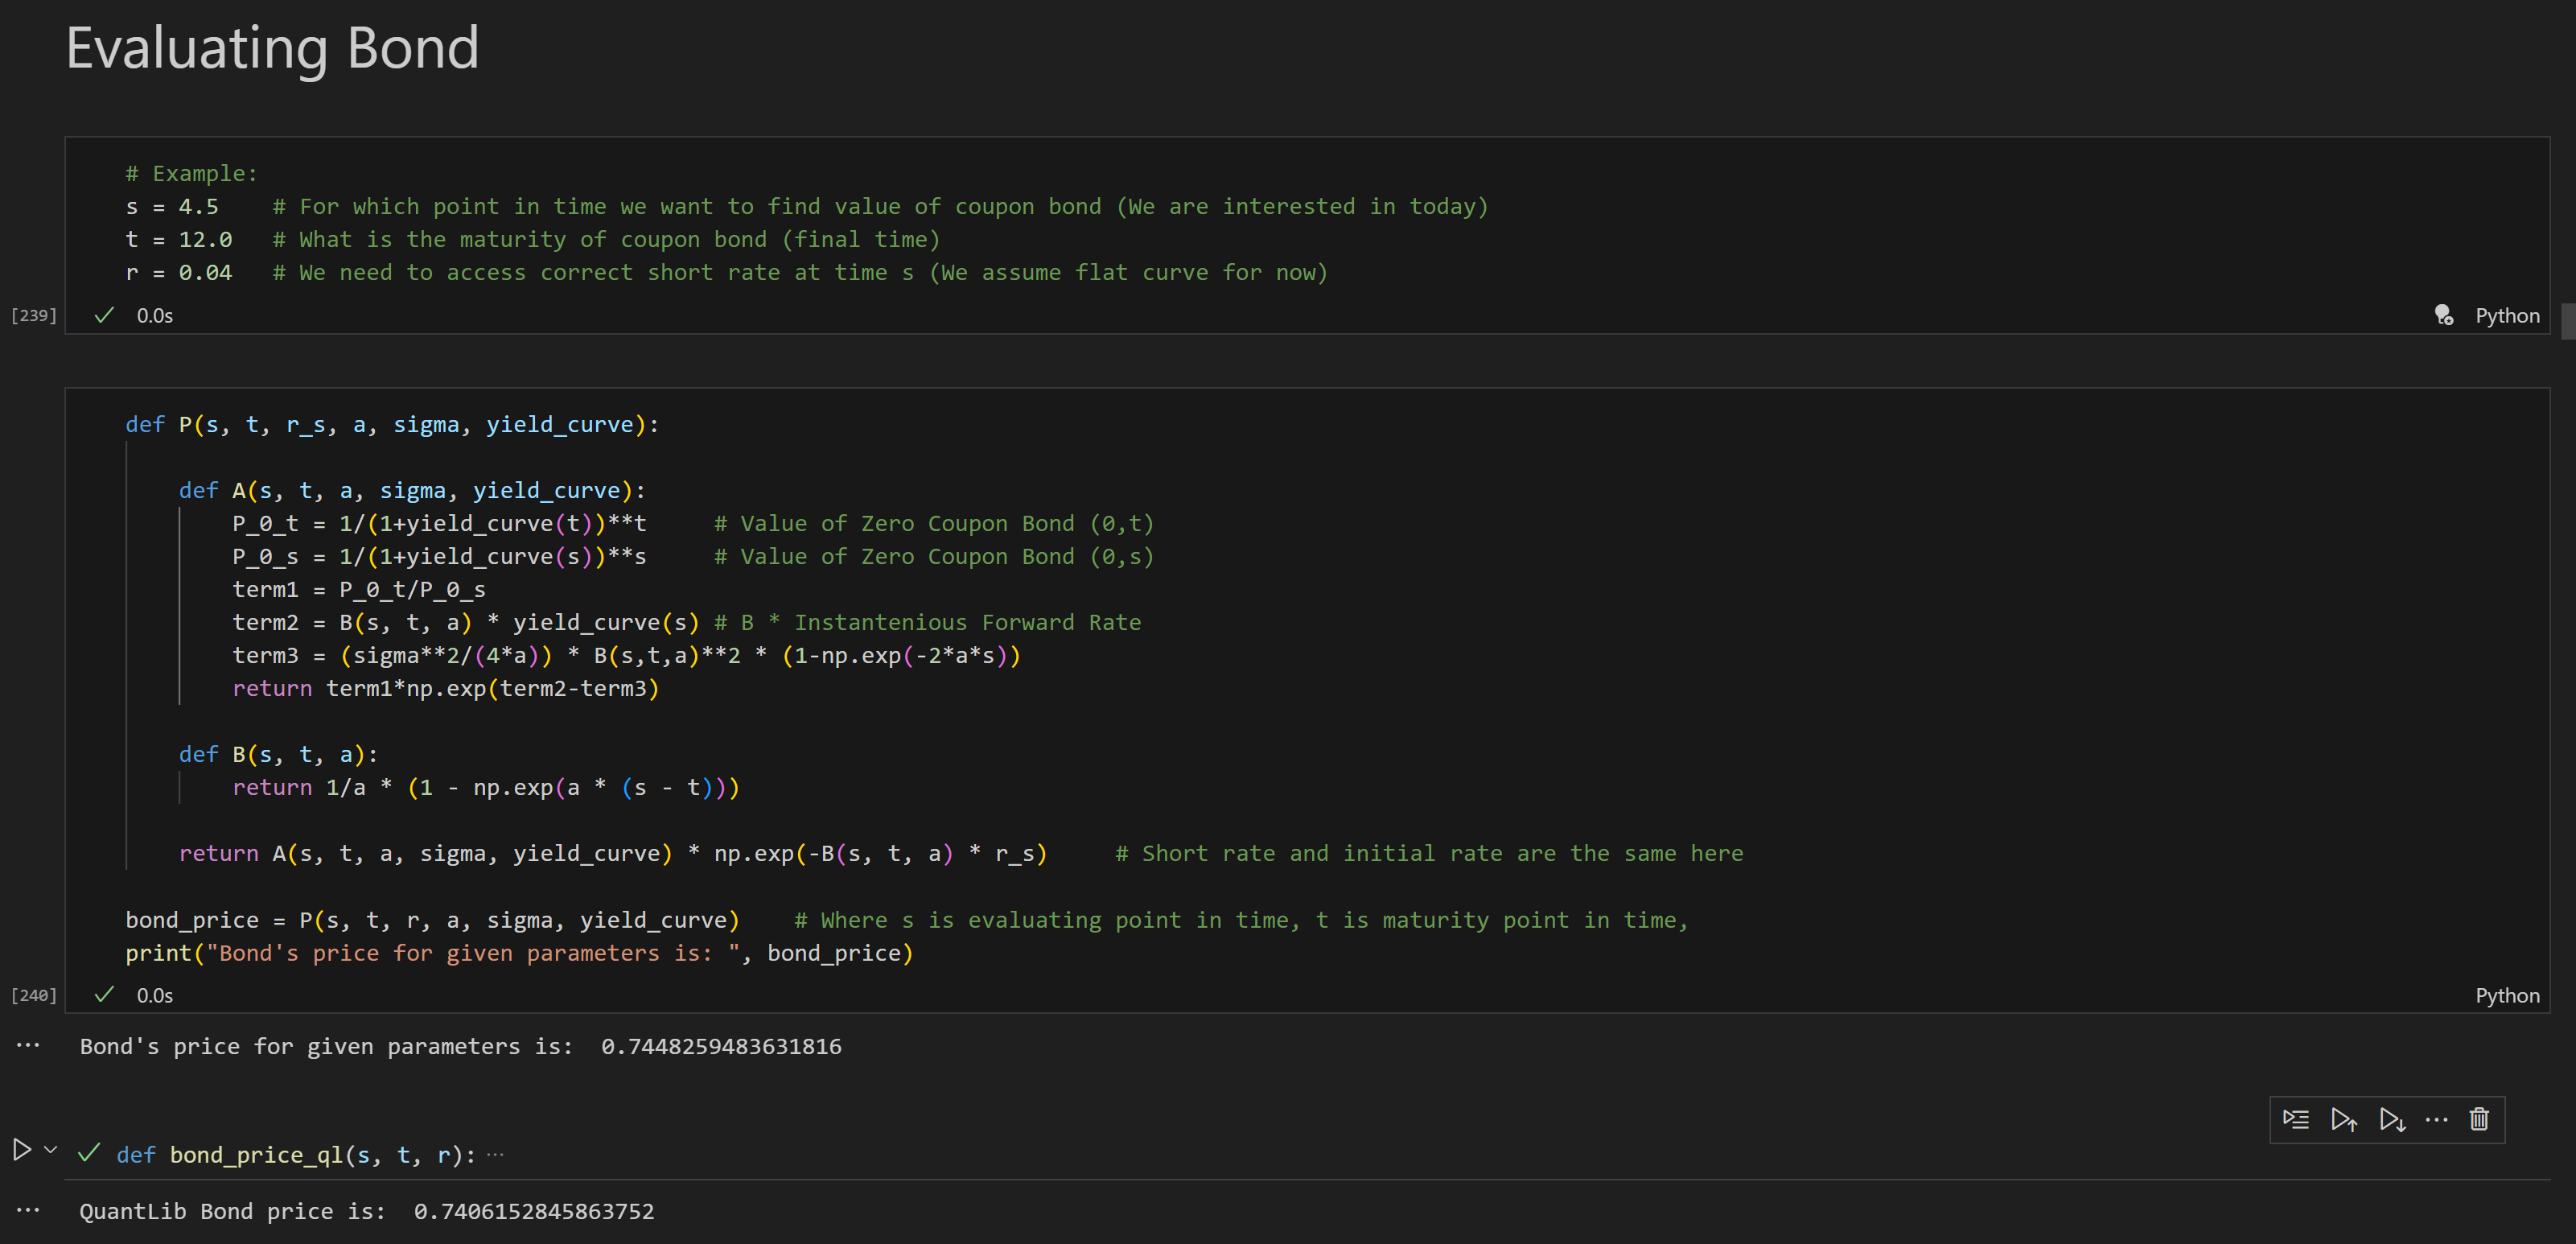 Evaluating Bond
# Example:
s = 4.5    # For which point in time we want to find value of coupon bond (We are interested in today)
t = 12.0   # What is the maturity of coupon bond (final time)
r = 0.04   # We need to access correct short rate at time s (We assume flat curve for now)
[239]
0.0s
Python
def P(s, t, r_s, a, sigma, yield_curve):
    def A(s, t, a, sigma, yield_curve):
        P_0_t = 1/(1+yield_curve(t))**t     # Value of Zero Coupon Bond (0,t)
        P_0_s = 1/(1+yield_curve(s))**s     # Value of Zero Coupon Bond (0,s)
        term1 = P_0_t/P_0_s
        term2 = B(s, t, a) * yield_curve(s) # B * Instantenious Forward Rate
        term3 = (sigma**2/(4*a)) * B(s,t,a)**2 * (1-np.exp(-2*a*s))
        return term1*np.exp(term2-term3)
    def B(s, t, a):
        return 1/a * (1 - np.exp(a * (s - t)))
    return A(s, t, a, sigma, yield_curve) * np.exp(-B(s, t, a) * r_s)     # Short rate and initial rate are the same here
bond_price = P(s, t, r, a, sigma, yield_curve)    # Where s is evaluating point in time, t is maturity point in time,
print("Bond's price for given parameters is: ", bond_price)
[240]
0.0s
Python
... Bond's price for given parameters is:  0.7448259483631816
def bond_price_ql(s, t, r): ...
... QuantLib Bond price is:  0.7406152845863752